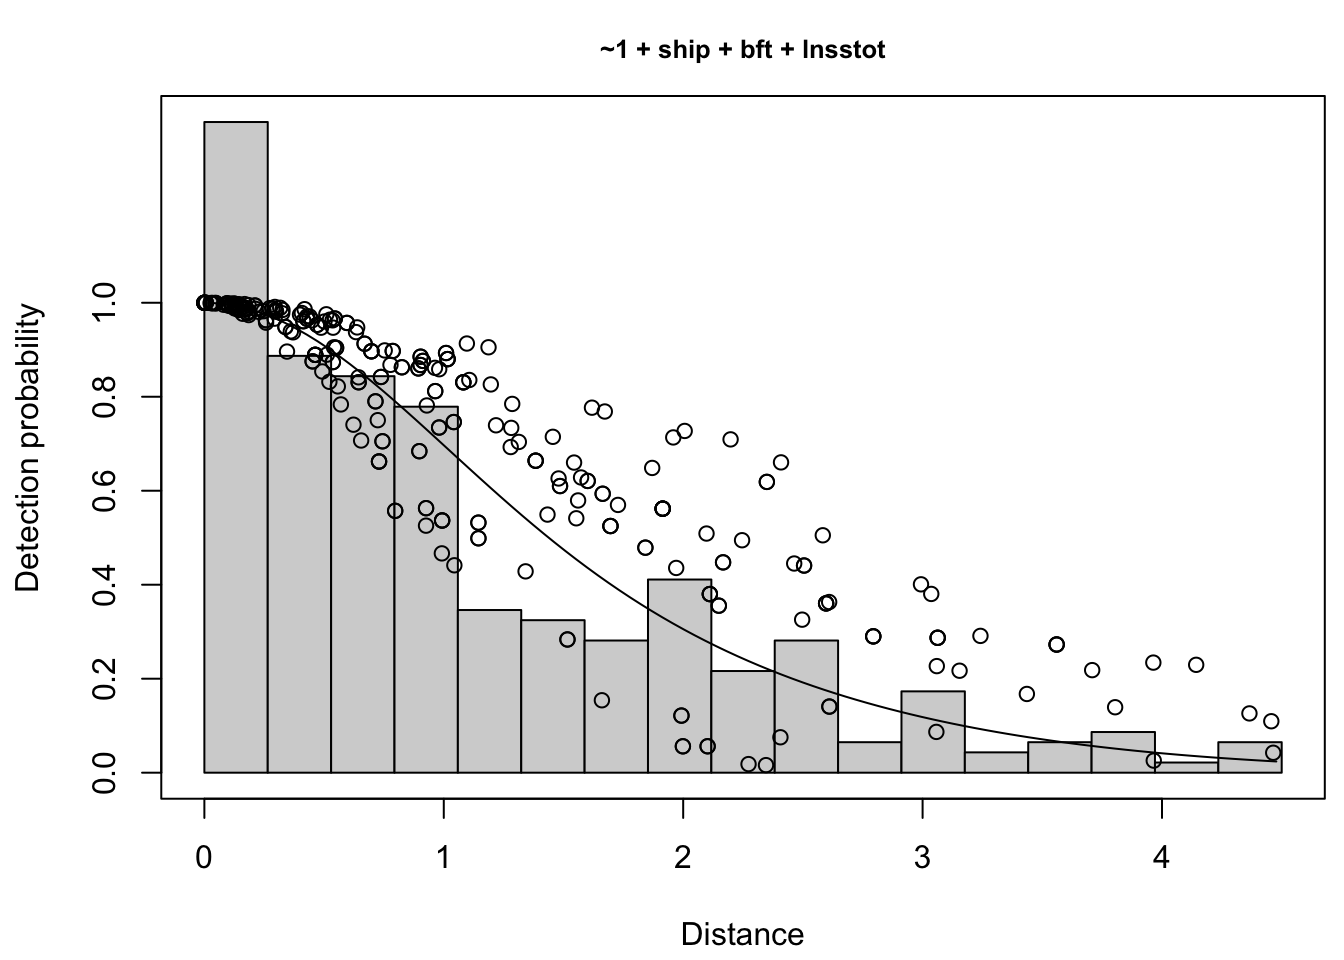 ~1 + ship + bft + lnsstot
Detection probability
1.0
0.8
0.6
0.4
0.2
0.0
0 1 2 3 4
Distance